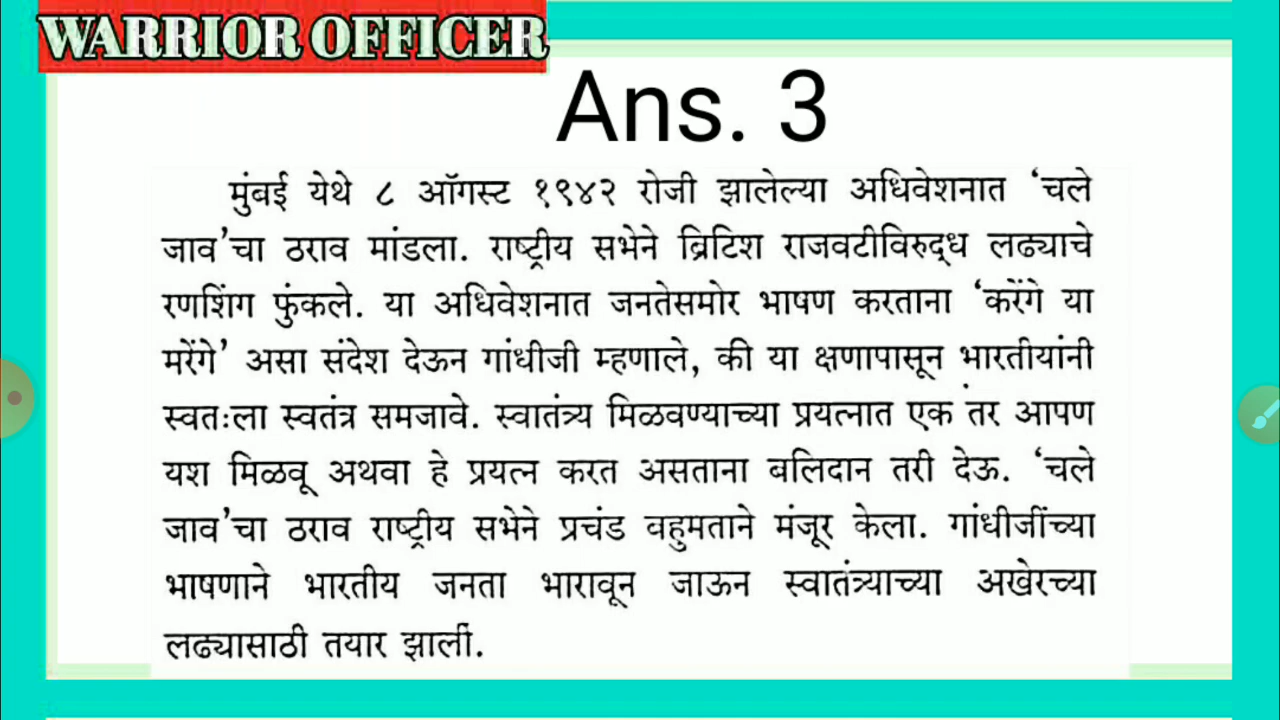 WARRIOR OFFICER
Ans. 3
मुंबई येथे ८ ऑगस्ट १९४२ रोजी झालेल्या अधिवेशनात ‘चले
जाव’चा ठराव मांडला. राष्ट्रीय सभेने ब्रिटिश राजवटीविरुद्ध लढ्याचे
रणशिंग फुंकले. या अधिवेशनात जनतेसमोर भाषण करताना ‘करेंगे या
मरेंगे’ असा संदेश देऊन गांधीजी म्हणाले, की या क्षणापासून भारतीयांनी
स्वतःला स्वतंत्र समजावे. स्वातंत्र्य मिळवण्याच्या प्रयत्नात एक तर आपण
यश मिळवू अथवा हे प्रयत्न करत असताना बलिदान तरी देऊ. ‘चले
जाव’चा ठराव राष्ट्रीय सभेने प्रचंड वहुमताने मंजूर केला. गांधीजींच्या
भाषणाने भारतीय जनता भारावून जाऊन स्वातंत्र्याच्या अखेरच्या
लढ्यासाठी तयार झाली.